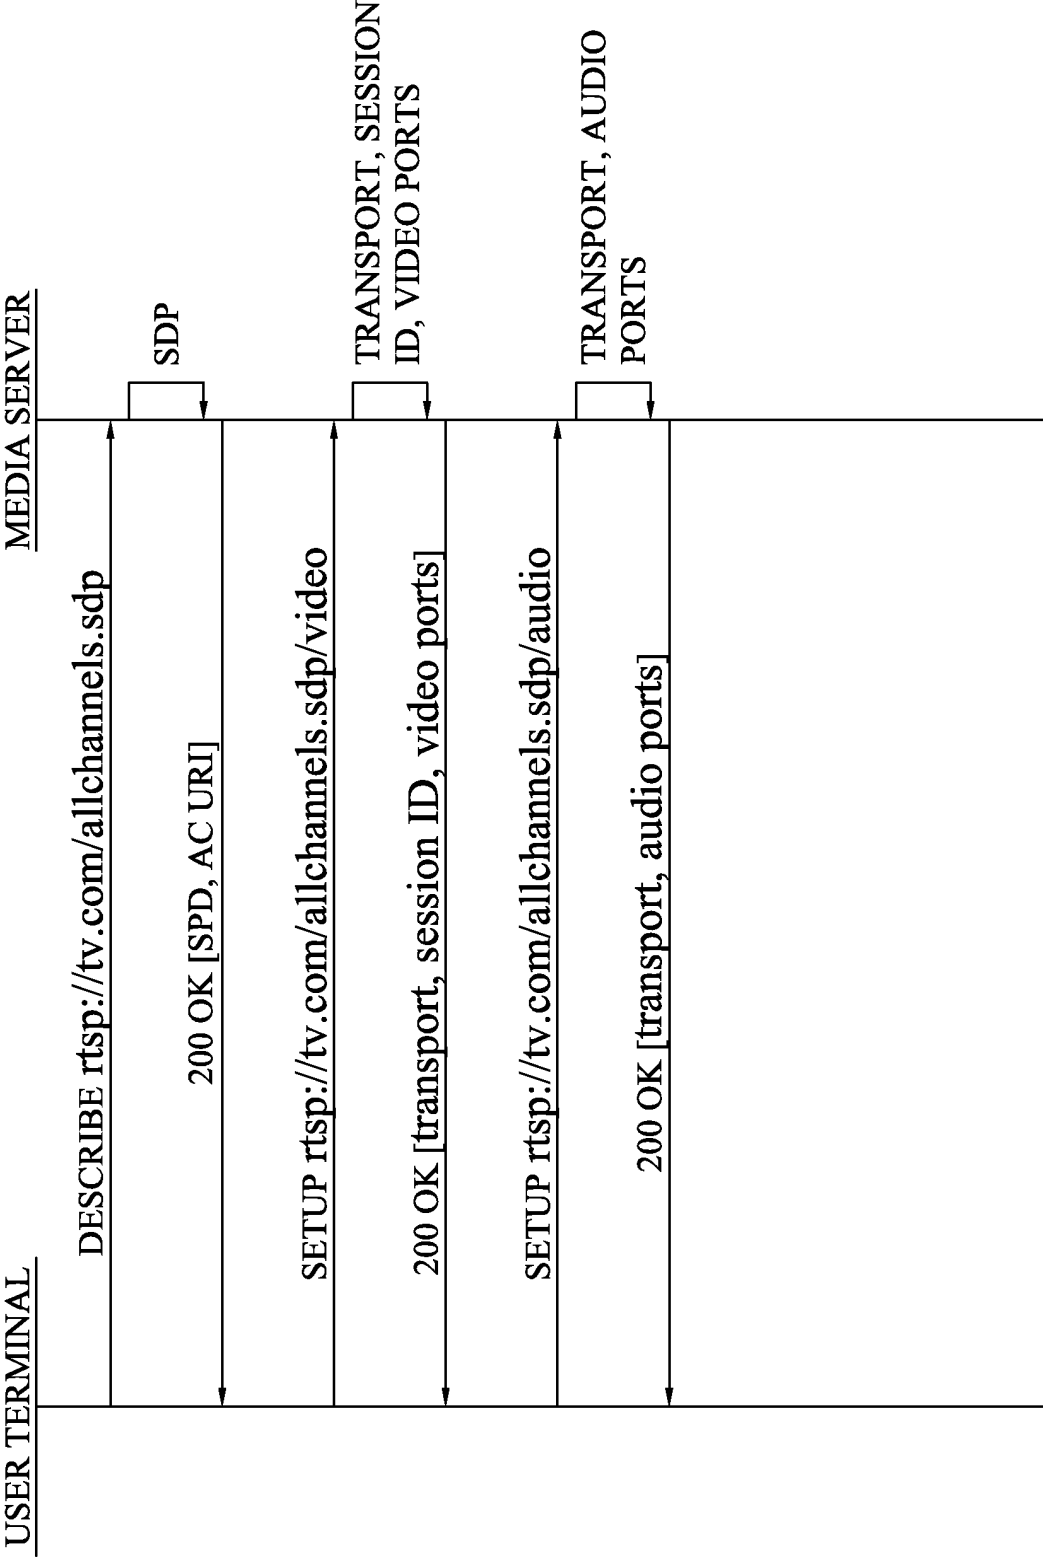 USER TERMINAL
MEDIA SERVER
DESCRIBE rtsp://tv.com/allchannels.sdp
SDP
200 OK [SPD, AC URI]
SETUP rtsp://tv.com/allchannels.sdp/video
TRANSPORT, SESSION
ID, VIDEO PORTS
200 OK [transport, session ID, video ports]
SETUP rtsp://tv.com/allchannels.sdp/audio
TRANSPORT, AUDIO
PORTS
200 OK [transport, audio ports]